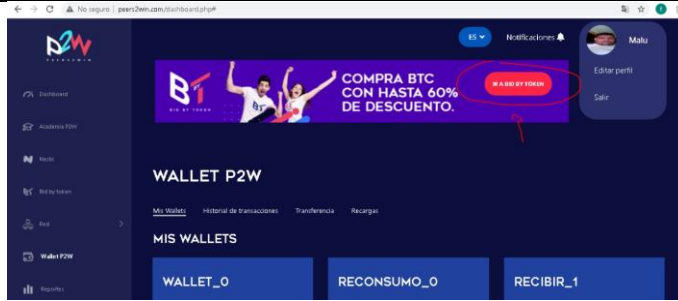 No seguro | peers2win.com/dashboard.php#
P2W
PEERS2WIN
ES
Notificaciones
Malu
Editar perfil
Salir
BT
BID BY TOKEN
COMPRA BTC
CON HASTA 60%
DE DESCUENTO.
IR A BID BY TOKEN
Dashboard
Academia P2W
Nexto
Bid by token
Red
Wallet P2W
Reportes
WALLET P2W
Mis Wallets Historial de transacciones Transferencia Recargas
MIS WALLETS
WALLET_0 RECONSUMO_0 RECIBIR_1